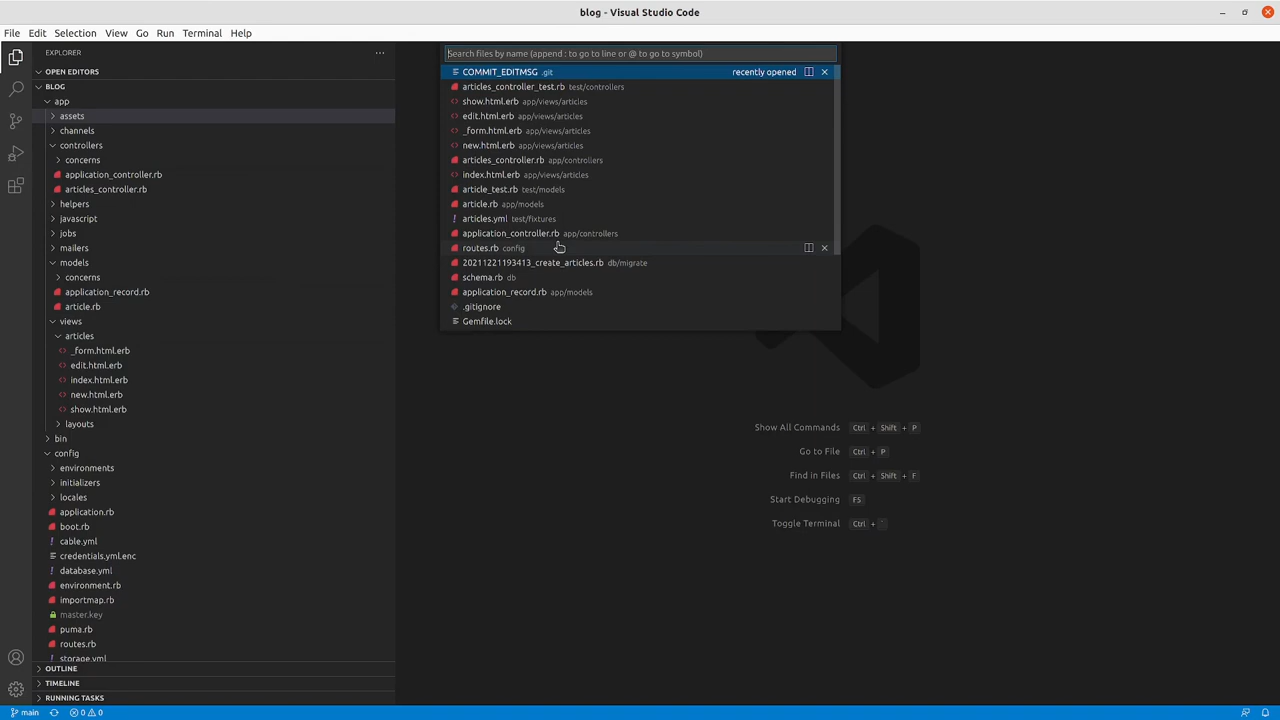 blog - Visual Studio Code
File Edit Selection View Go Run Terminal Help
EXPLORER
OPEN EDITORS
BLOG
app
assets
channels
controllers
concerns
application_controller.rb
articles_controller.rb
helpers
javascript
jobs
mailers
models
concerns
application_record.rb
article.rb
views
articles
_form.html.erb
edit.html.erb
index.html.erb
new.html.erb
show.html.erb
layouts
bin
config
environments
initializers
locales
application.rb
boot.rb
cable.yml
credentials.yml.enc
database.yml
environment.rb
importmap.rb
master.key
puma.rb
routes.rb
storage.yml
OUTLINE
TIMELINE
RUNNING TASKS
Search files by name (append : to go to line or @ to go to symbol)
COMMIT_EDITMSG .git recently opened
articles_controller_test.rb test/controllers
show.html.erb app/views/articles
edit.html.erb app/views/articles
_form.html.erb app/views/articles
new.html.erb app/views/articles
articles_controller.rb app/controllers
index.html.erb app/views/articles
article_test.rb test/models
article.rb app/models
articles.yml test/fixtures
application_controller.rb app/controllers
routes.rb config
20211221193413_create_articles.rb db/migrate
schema.rb db
application_record.rb app/models
.gitignore
Gemfile.lock
Show All Commands Ctrl + Shift + P
Go to File Ctrl + P
Find in Files Ctrl + Shift + F
Start Debugging F5
Toggle Terminal Ctrl + `
main 0 0